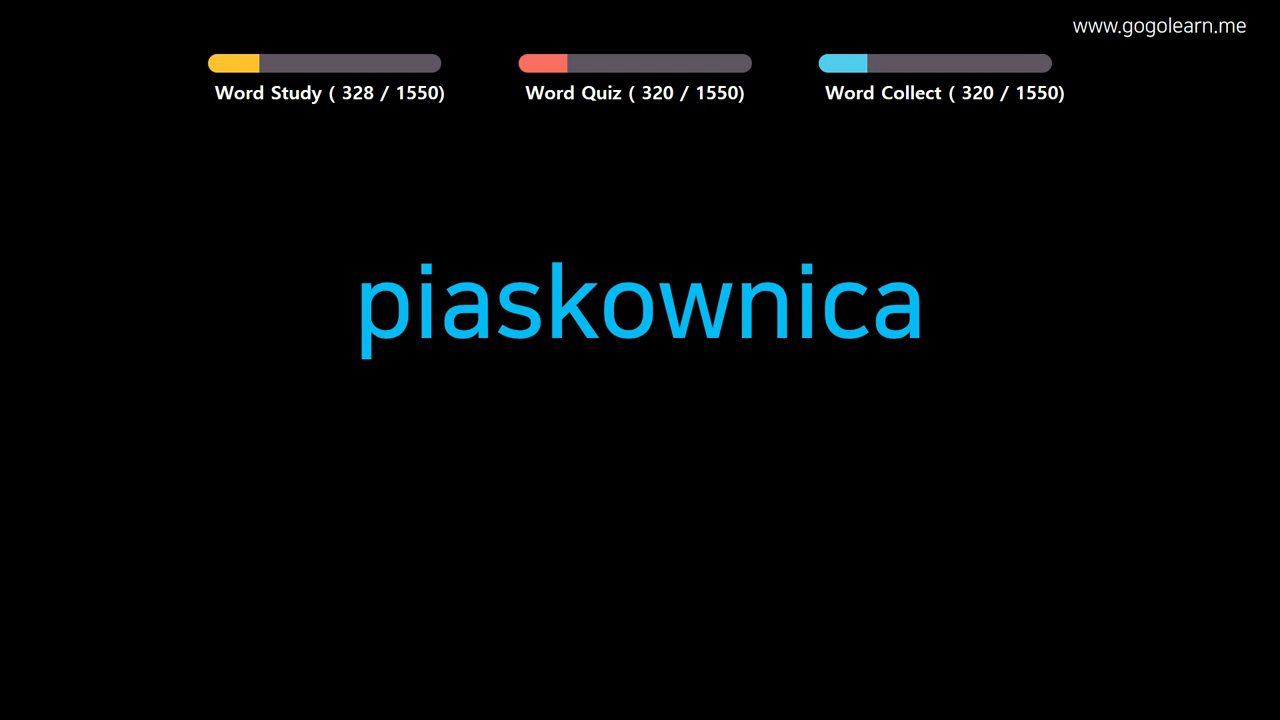 www.gogolearn.me
Word Study ( 328 / 1550)
Word Quiz ( 320 / 1550)
Word Collect ( 320 / 1550)
piaskownica